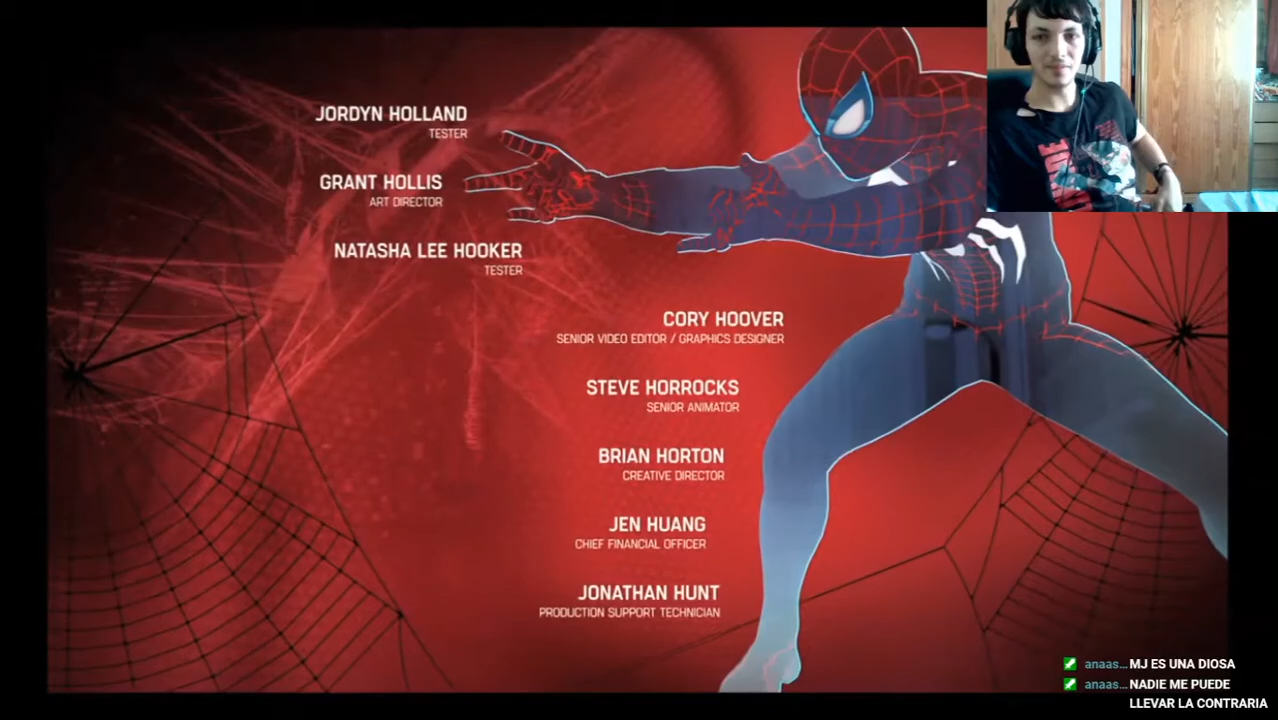 JORDYN HOLLAND
TESTER
GRANT HOLLIS
ART DIRECTOR
NATASHA LEE HOOKER
TESTER
CORY HOOVER
SENIOR VIDEO EDITOR / GRAPHICS DESIGNER
STEVE HORROCKS
SENIOR ANIMATOR
BRIAN HORTON
CREATIVE DIRECTOR
JEN HUANG
CHIEF FINANCIAL OFFICER
JONATHAN HUNT
PRODUCTION SUPPORT TECHNICIAN
anaas... MJ ES UNA DIOSA
anaas... NADIE ME PUEDE
LLEVAR LA CONTRARIA